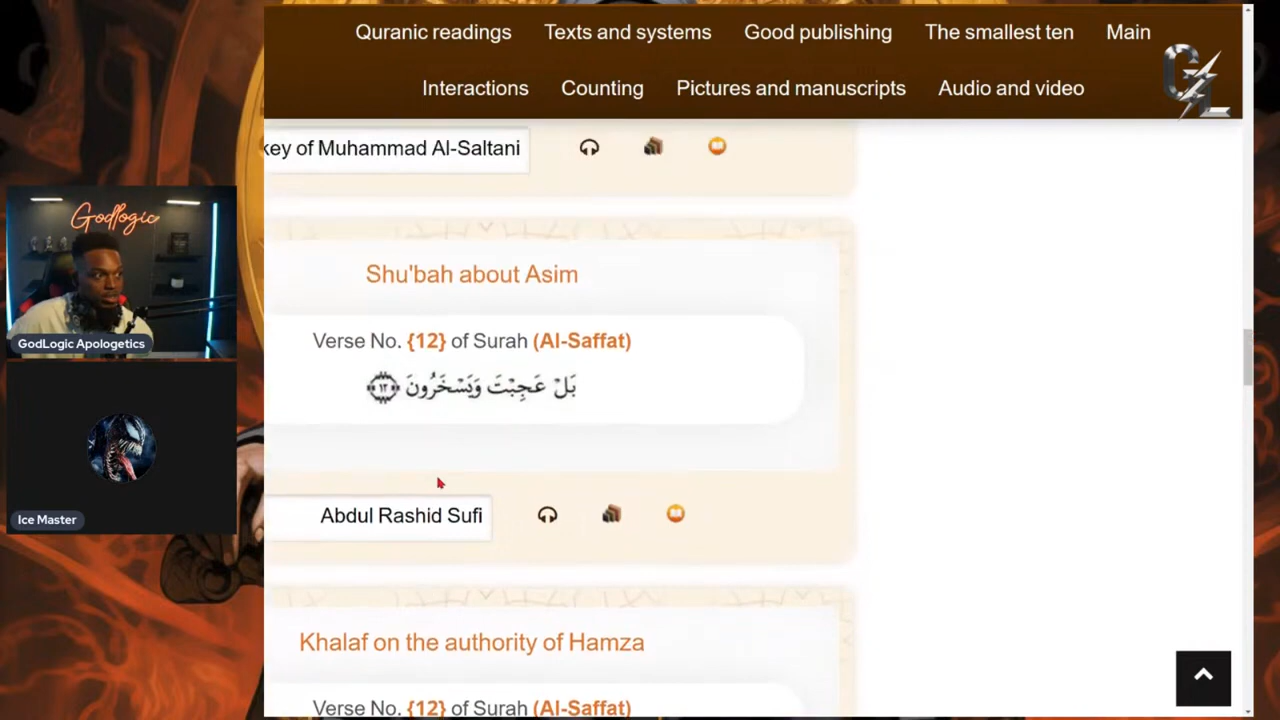 Quranic readings Texts and systems Good publishing The smallest ten Main
Interactions Counting Pictures and manuscripts Audio and video
GL
key of Muhammad Al-Saltani
Shu'bah about Asim
Verse No. {12} of Surah (Al-Saffat)
بَلْ عَجِبْتَ وَيَسْخَرُونَ ﴿١٢﴾
Abdul Rashid Sufi
Khalaf on the authority of Hamza
Verse No. {12} of Surah (Al-Saffat)
Godlogic
GodLogic Apologetics
Ice Master